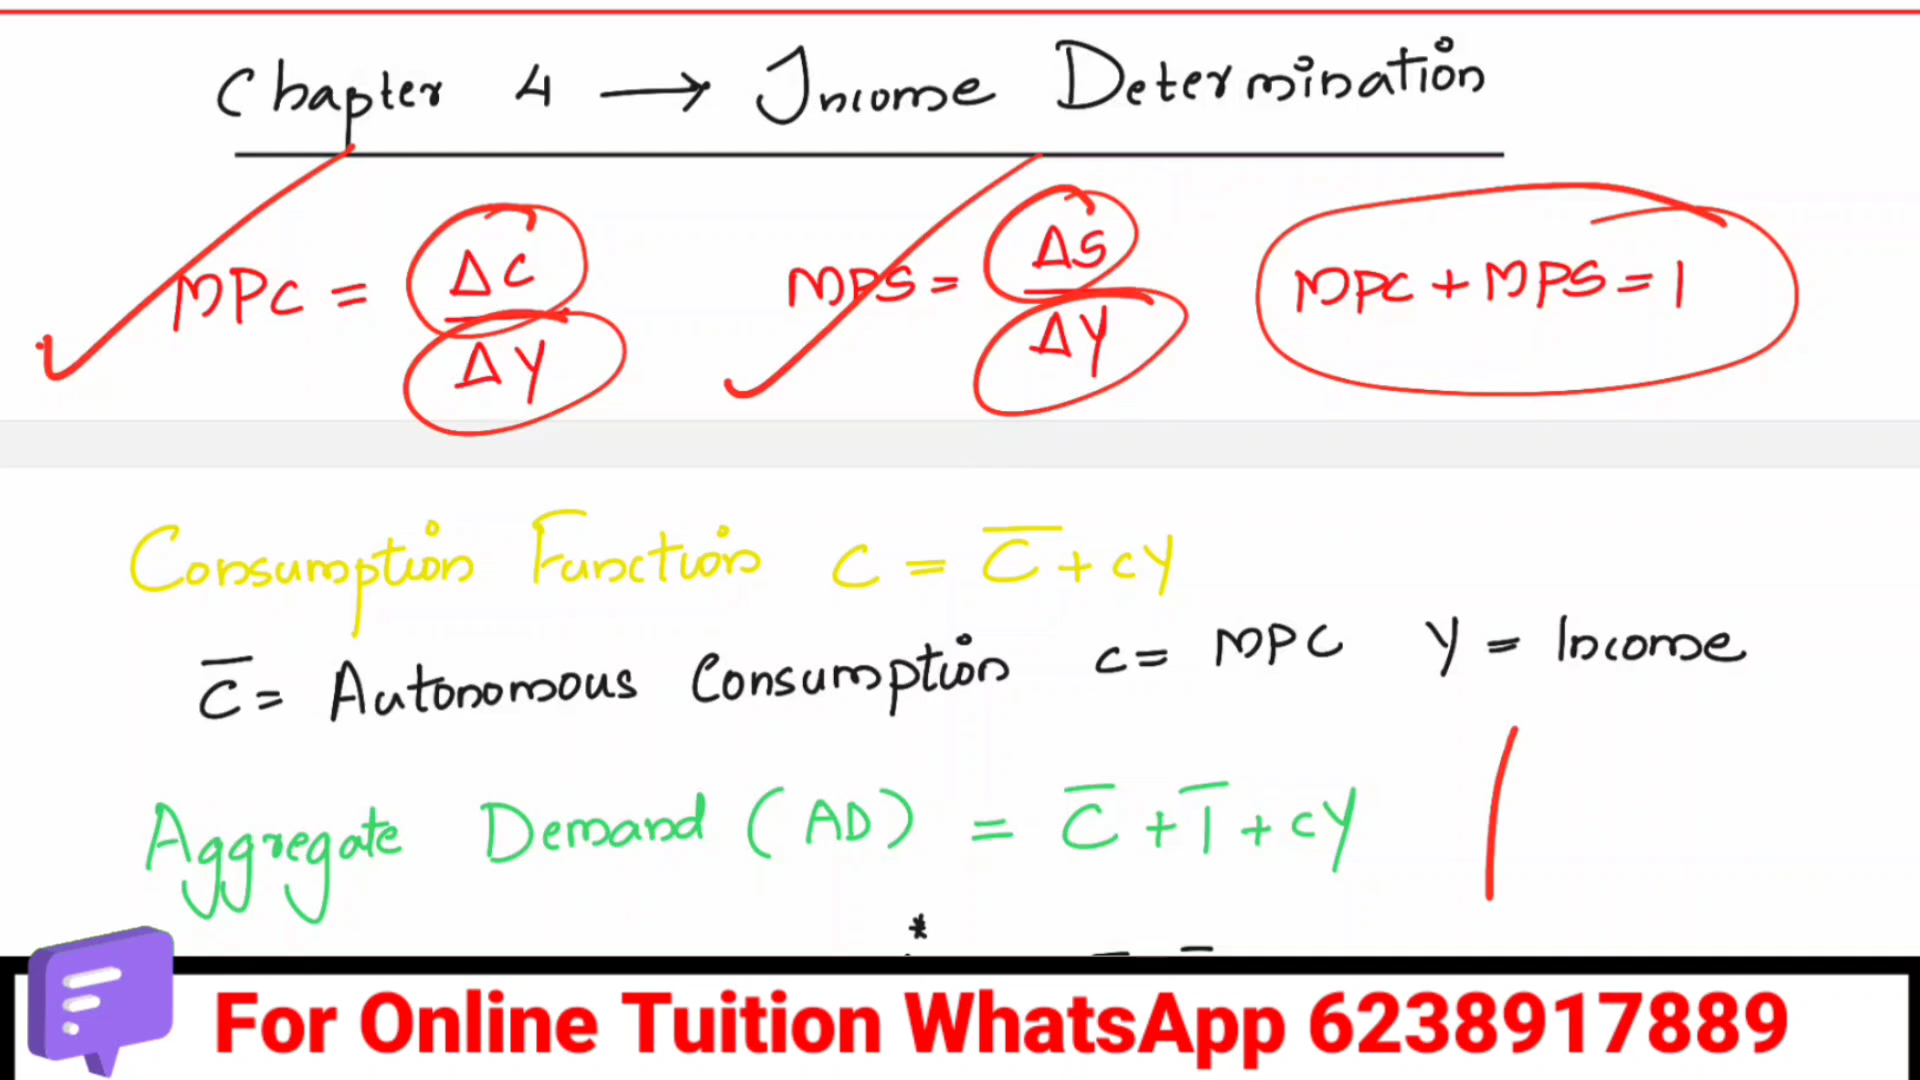 Chapter 4 → Income Determination
MPC = ΔC/ΔY MPS = ΔS/ΔY MPC + MPS = 1
Consumption Function C = C̅ + cY
C̅ = Autonomous Consumption c = MPC Y = Income
Aggregate Demand (AD) = C̅ + I̅ + cY
*
For Online Tuition WhatsApp 6238917889